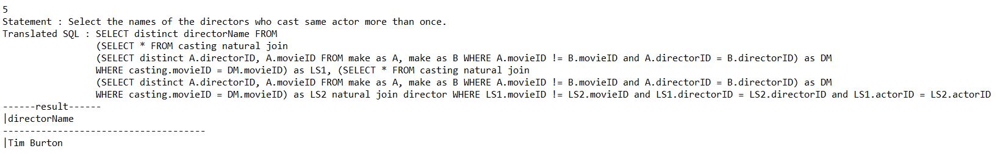 5
Statement : Select the names of the directors who cast same actor more than once.
Translated SQL : SELECT distinct directorName FROM
(SELECT * FROM casting natural join
(SELECT distinct A.directorID, A.movieID FROM make as A, make as B WHERE A.movieID != B.movieID and A.directorID = B.directorID) as DM
WHERE casting.movieID = DM.movieID) as LS1, (SELECT * FROM casting natural join
(SELECT distinct A.directorID, A.movieID FROM make as A, make as B WHERE A.movieID != B.movieID and A.directorID = B.directorID) as DM
WHERE casting.movieID = DM.movieID) as LS2 natural join director WHERE LS1.movieID != LS2.movieID and LS1.directorID = LS2.directorID and LS1.actorID = LS2.actorID
------result------
|directorName
-------------------------------------
|Tim Burton